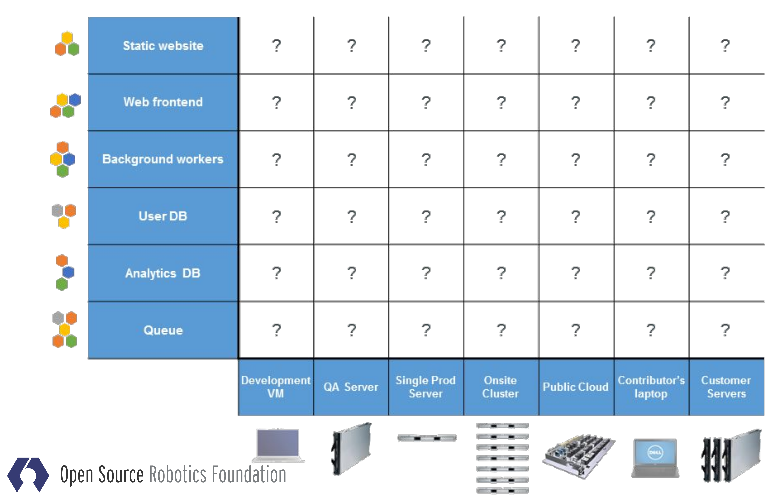 Static website ? ? ? ? ? ? ?
Web frontend ? ? ? ? ? ? ?
Background workers ? ? ? ? ? ? ?
User DB ? ? ? ? ? ? ?
Analytics DB ? ? ? ? ? ? ?
Queue ? ? ? ? ? ? ?
Development
VM
QA Server
Single Prod
Server
Onsite
Cluster
Public Cloud
Contributor's
laptop
Customer
Servers
DELL
Open Source Robotics Foundation